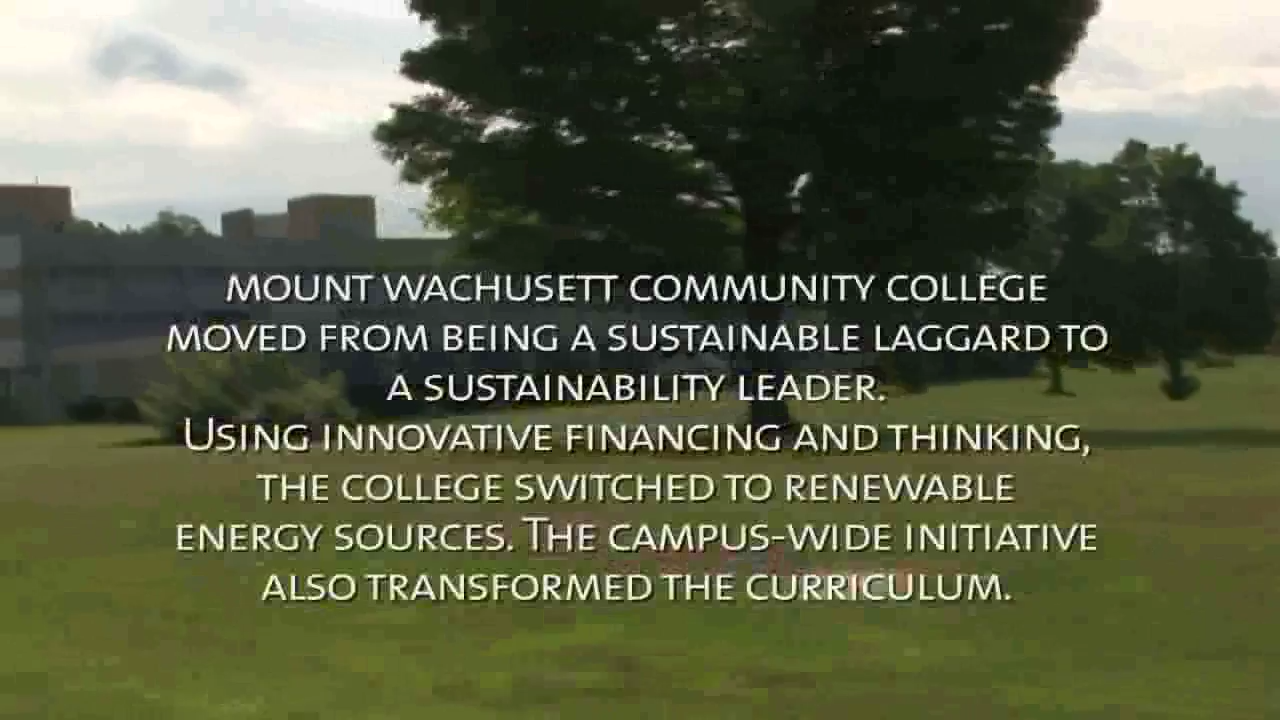 MOUNT WACHUSETT COMMUNITY COLLEGE
MOVED FROM BEING A SUSTAINABLE LAGGARD TO
A SUSTAINABILITY LEADER.
USING INNOVATIVE FINANCING AND THINKING,
THE COLLEGE SWITCHED TO RENEWABLE
ENERGY SOURCES. THE CAMPUS-WIDE INITIATIVE
ALSO TRANSFORMED THE CURRICULUM.